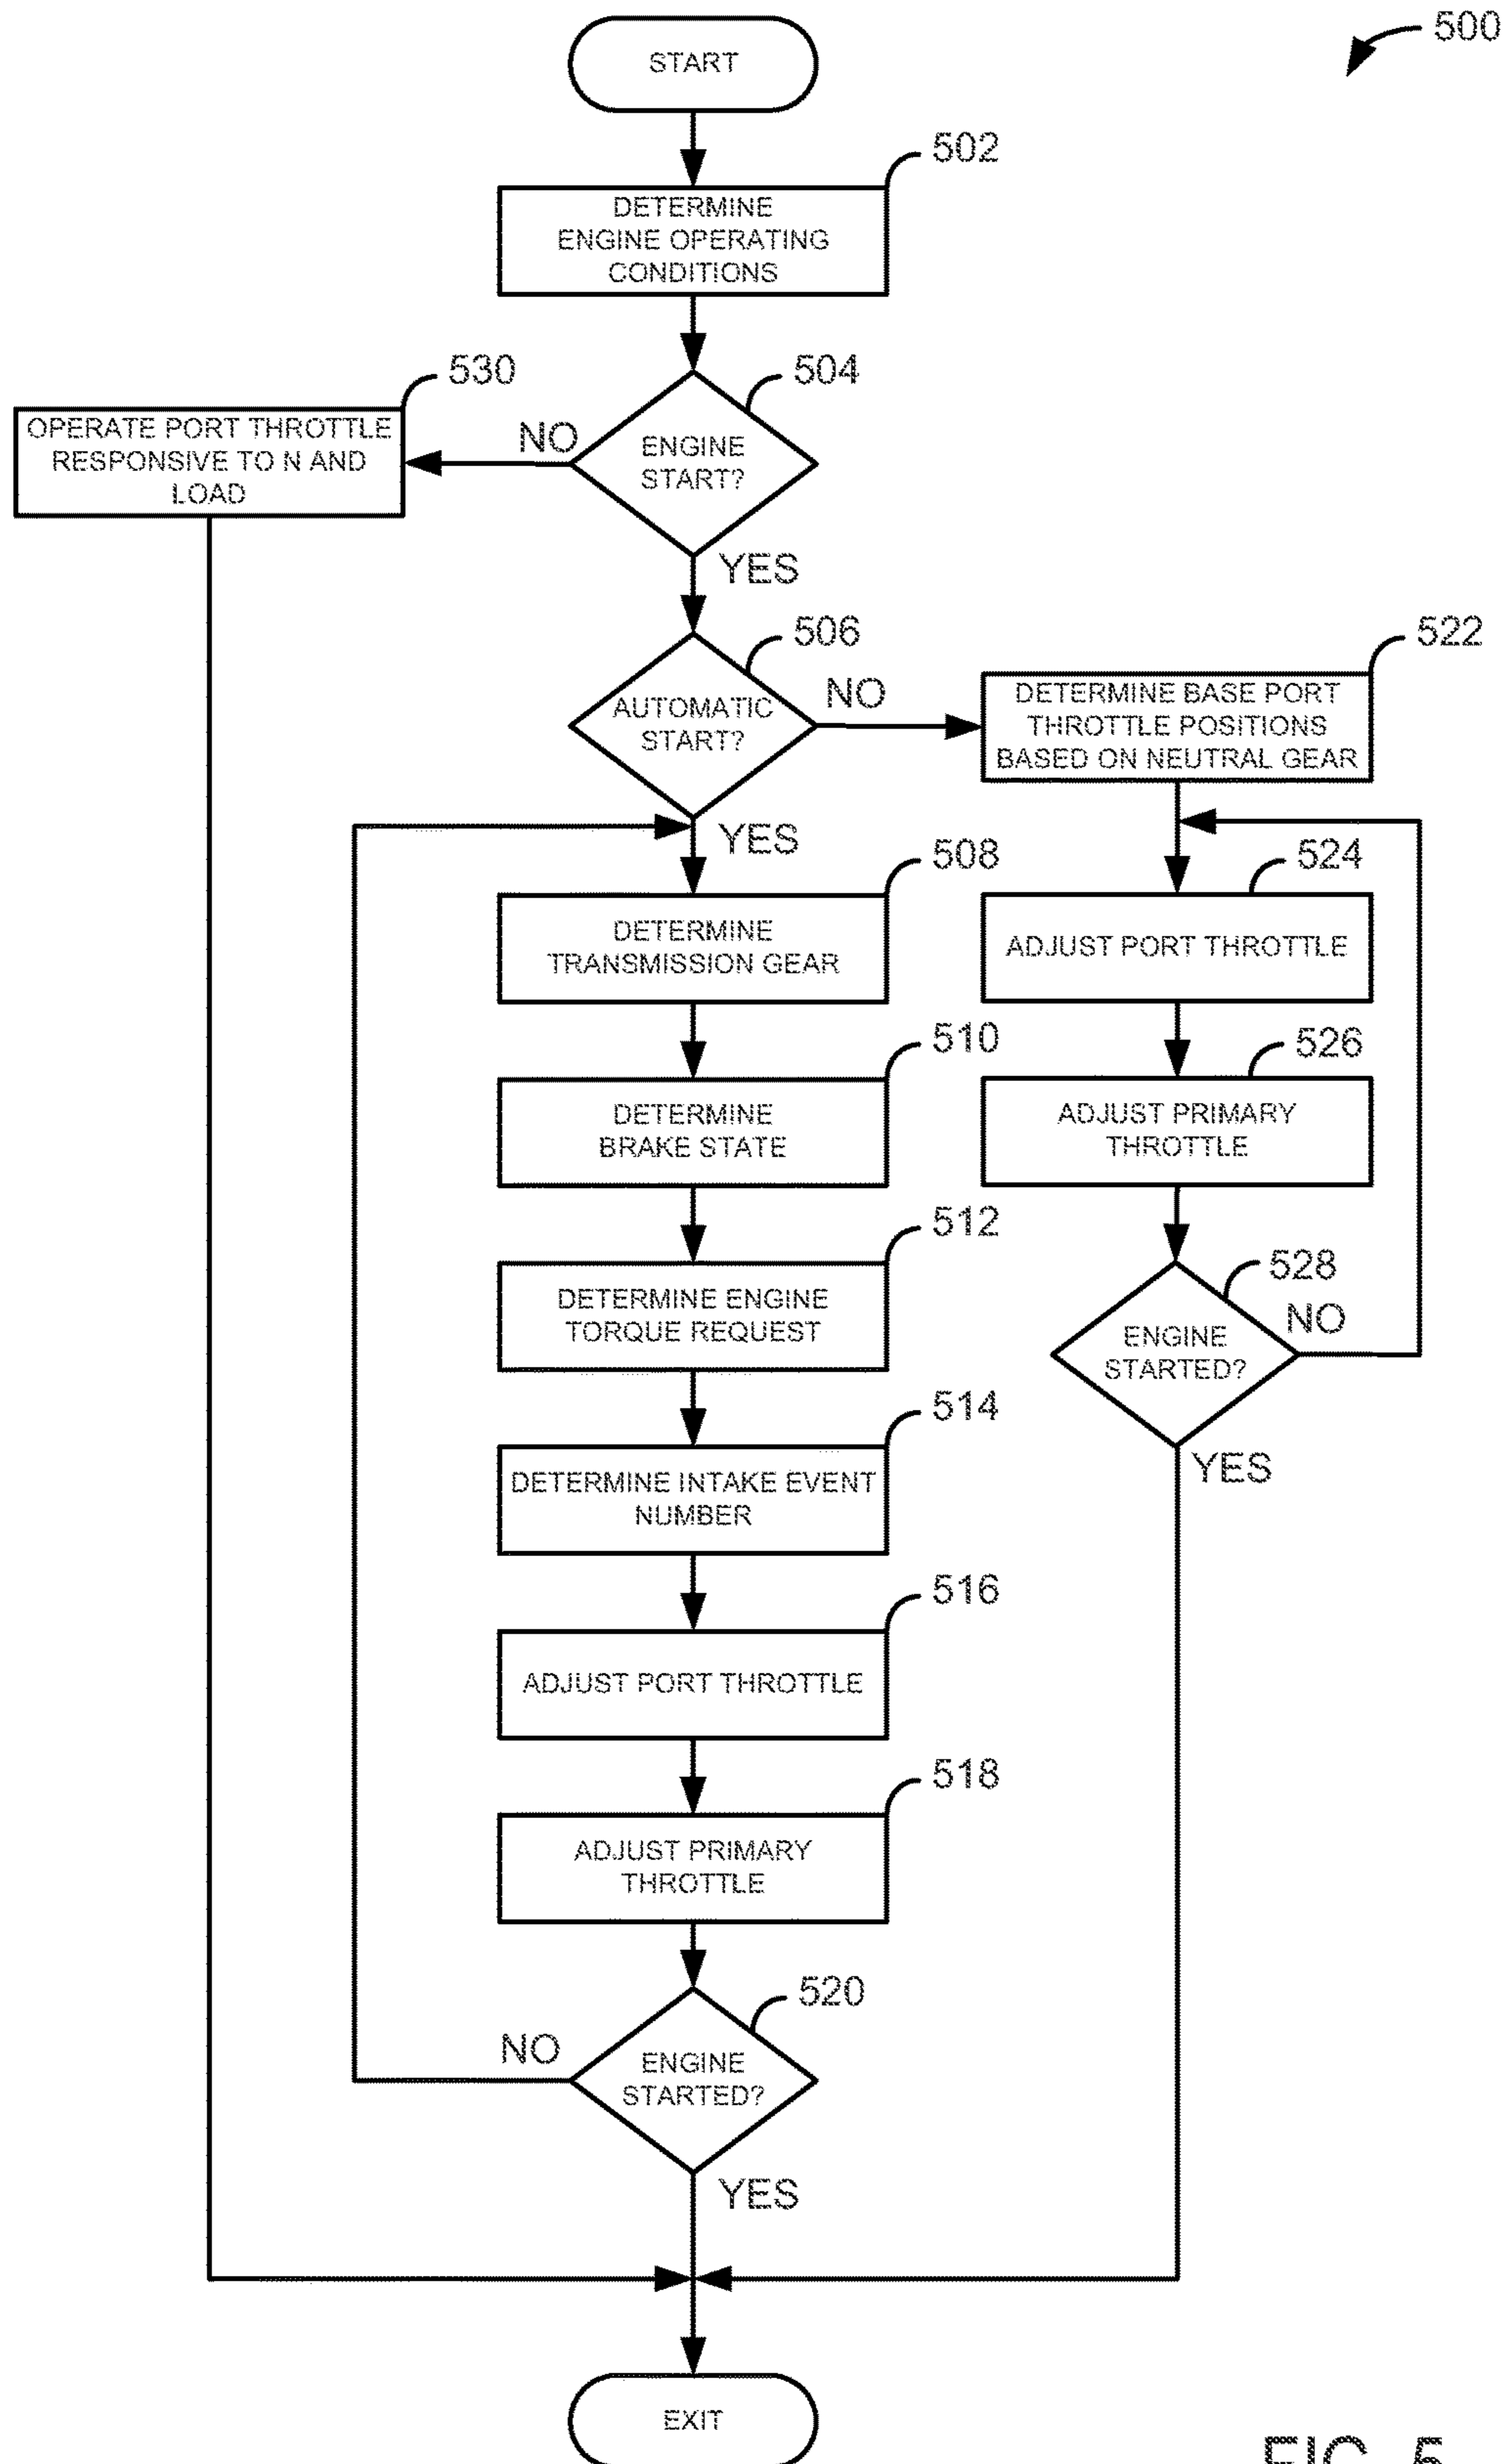 500
START
502
DETERMINE
ENGINE OPERATING
CONDITIONS
530
504
OPERATE PORT THROTTLE
RESPONSIVE TO N AND
LOAD
NO
ENGINE
START?
YES
506
522
AUTOMATIC
START?
NO
DETERMINE BASE PORT
THROTTLE POSITIONS
BASED ON NEUTRAL GEAR
YES
508
524
DETERMINE
TRANSMISSION GEAR
ADJUST PORT THROTTLE
510
526
DETERMINE
BRAKE STATE
ADJUST PRIMARY
THROTTLE
512
528
DETERMINE ENGINE
TORQUE REQUEST
ENGINE
STARTED?
NO
YES
514
DETERMINE INTAKE EVENT
NUMBER
516
ADJUST PORT THROTTLE
518
ADJUST PRIMARY
THROTTLE
520
NO
ENGINE
STARTED?
YES
EXIT
FIG. 5